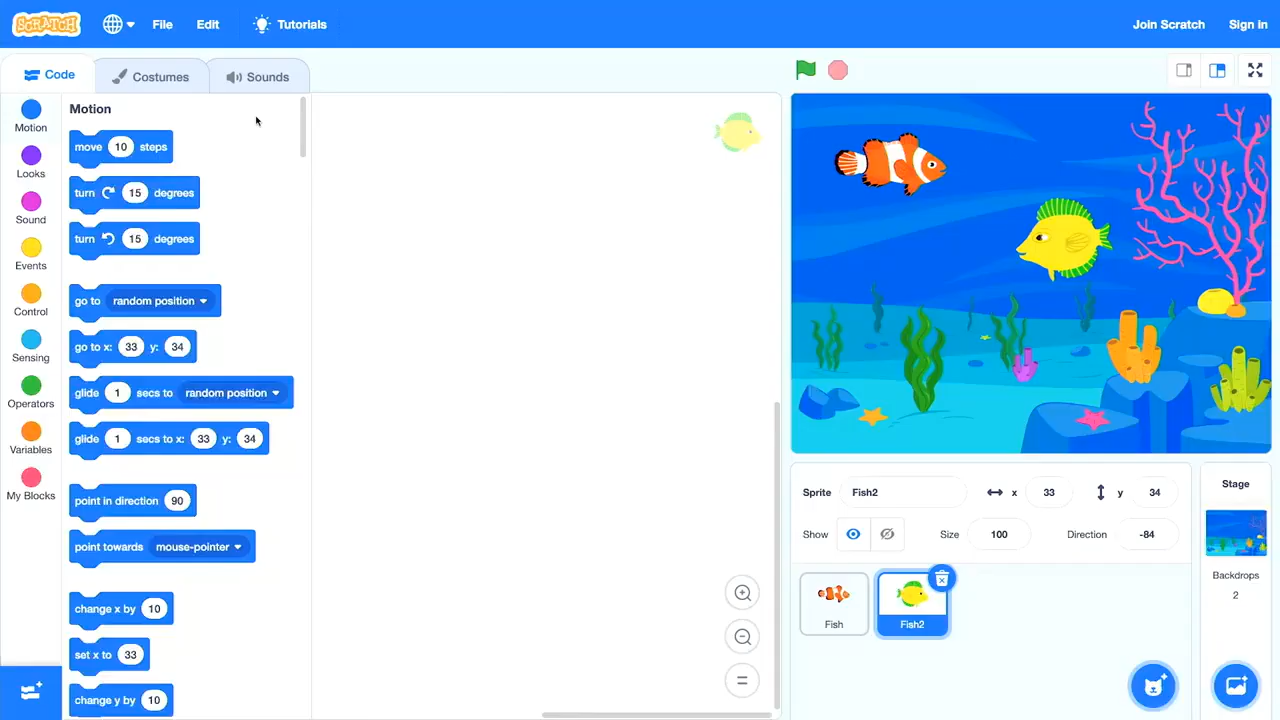 SCRATCH File Edit Tutorials Join Scratch Sign in
Code Costumes Sounds
Motion
Looks
Sound
Events
Control
Sensing
Operators
Variables
My Blocks
Motion
move 10 steps
turn 15 degrees
turn 15 degrees
go to random position
go to x: 33 y: 34
glide 1 secs to random position
glide 1 secs to x: 33 y: 34
point in direction 90
point towards mouse-pointer
change x by 10
set x to 33
change y by 10
Sprite Fish2 x 33 y 34
Show Size 100 Direction -84
Fish
Fish2
Stage
Backdrops
2